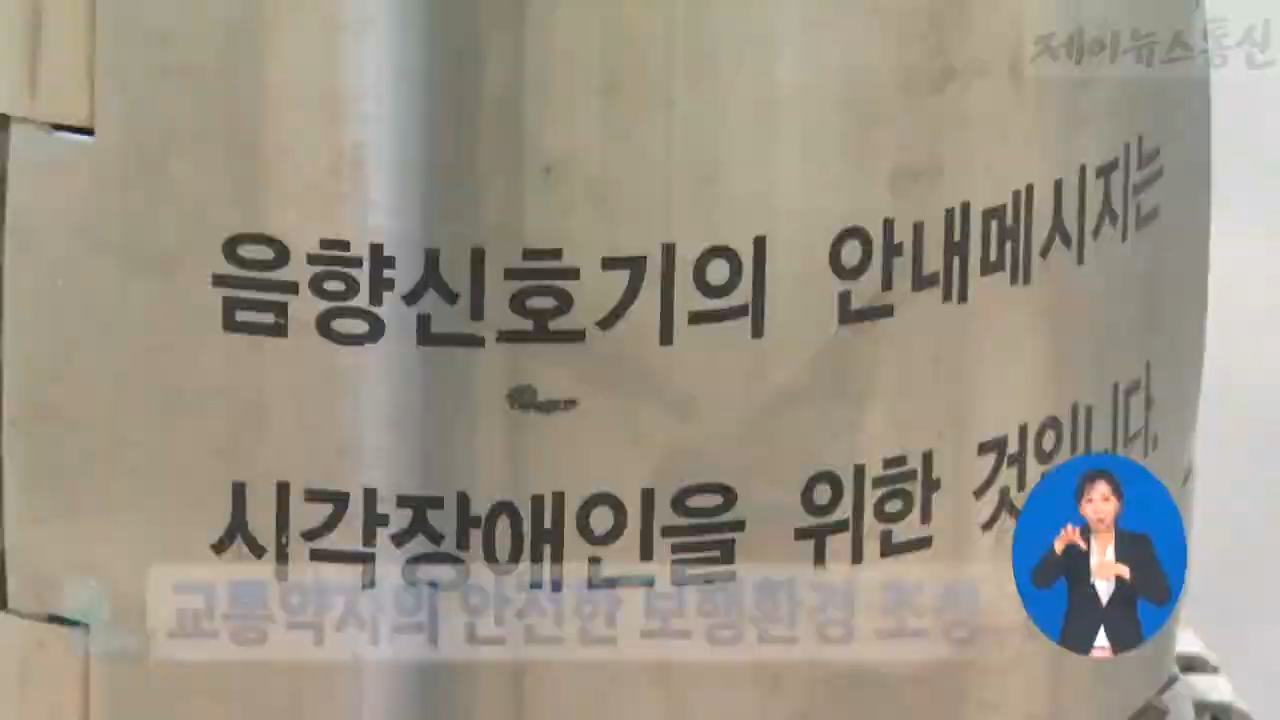 제이뉴스통신
음향신호기의 안내메시지는
시각장애인을 위한 것입니다.
교통약자의 안전한 보행환경 조성